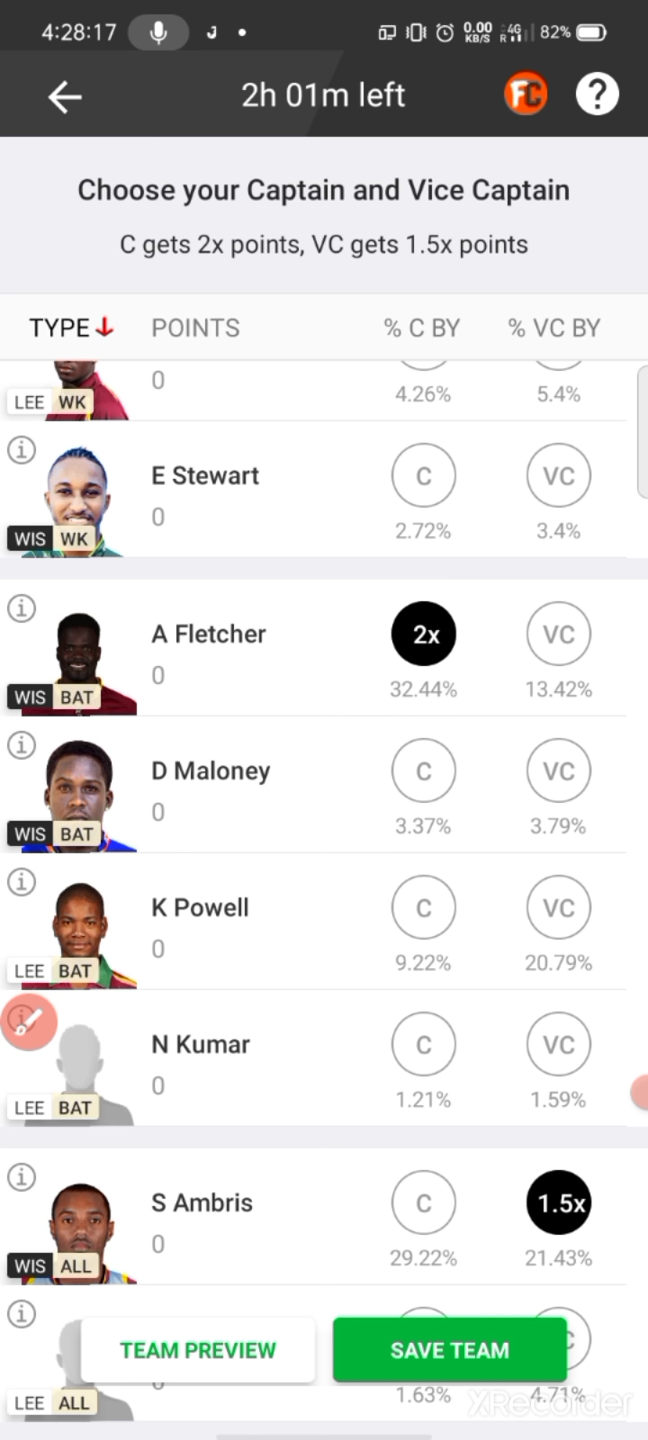 4:28:17 0.00 KB/S R 4G 82%
2h 01m left FC ?
Choose your Captain and Vice Captain
C gets 2x points, VC gets 1.5x points
TYPE POINTS % C BY % VC BY
0
LEE WK 4.26% 5.4%
E Stewart C VC
0
WIS WK 2.72% 3.4%
A Fletcher 2x VC
0
WIS BAT 32.44% 13.42%
D Maloney C VC
0
WIS BAT 3.37% 3.79%
K Powell C VC
0
LEE BAT 9.22% 20.79%
N Kumar C VC
0
LEE BAT 1.21% 1.59%
S Ambris C 1.5x
0
WIS ALL 29.22% 21.43%
TEAM PREVIEW SAVE TEAM
LEE ALL 1.63% 4.71%
XRecorder